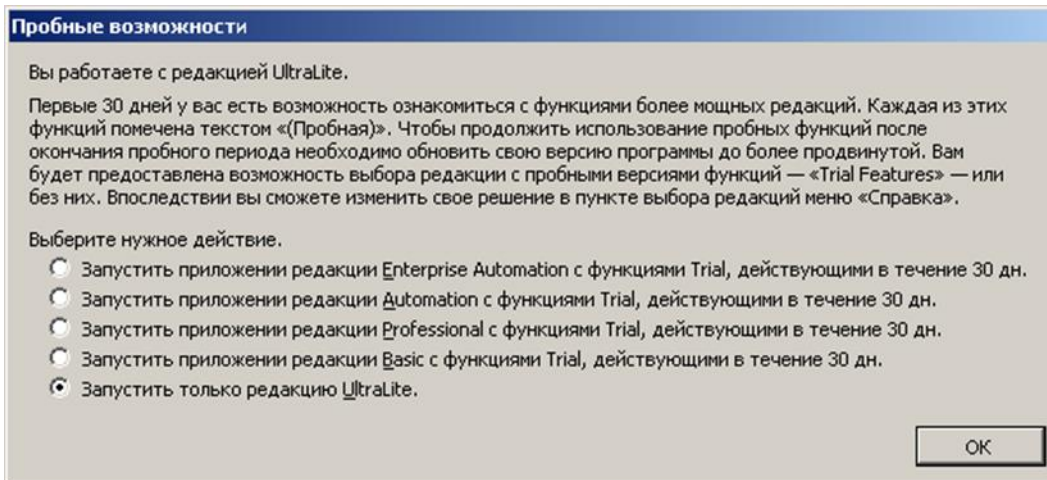 Пробные возможности
Вы работаете с редакцией UltraLite.
Первые 30 дней у вас есть возможность ознакомиться с функциями более мощных редакций. Каждая из этих
функций помечена текстом «(Пробная)». Чтобы продолжить использование пробных функций после
окончания пробного периода необходимо обновить свою версию программы до более продвинутой. Вам
будет предоставлена возможность выбора редакции с пробными версиями функций — «Trial Features» — или
без них. Впоследствии вы сможете изменить свое решение в пункте выбора редакций меню «Справка».
Выберите нужное действие.
Запустить приложении редакции Enterprise Automation с функциями Trial, действующими в течение 30 дн.
Запустить приложении редакции Automation с функциями Trial, действующими в течение 30 дн.
Запустить приложении редакции Professional с функциями Trial, действующими в течение 30 дн.
Запустить приложении редакции Basic с функциями Trial, действующими в течение 30 дн.
Запустить только редакцию UltraLite.
ОК